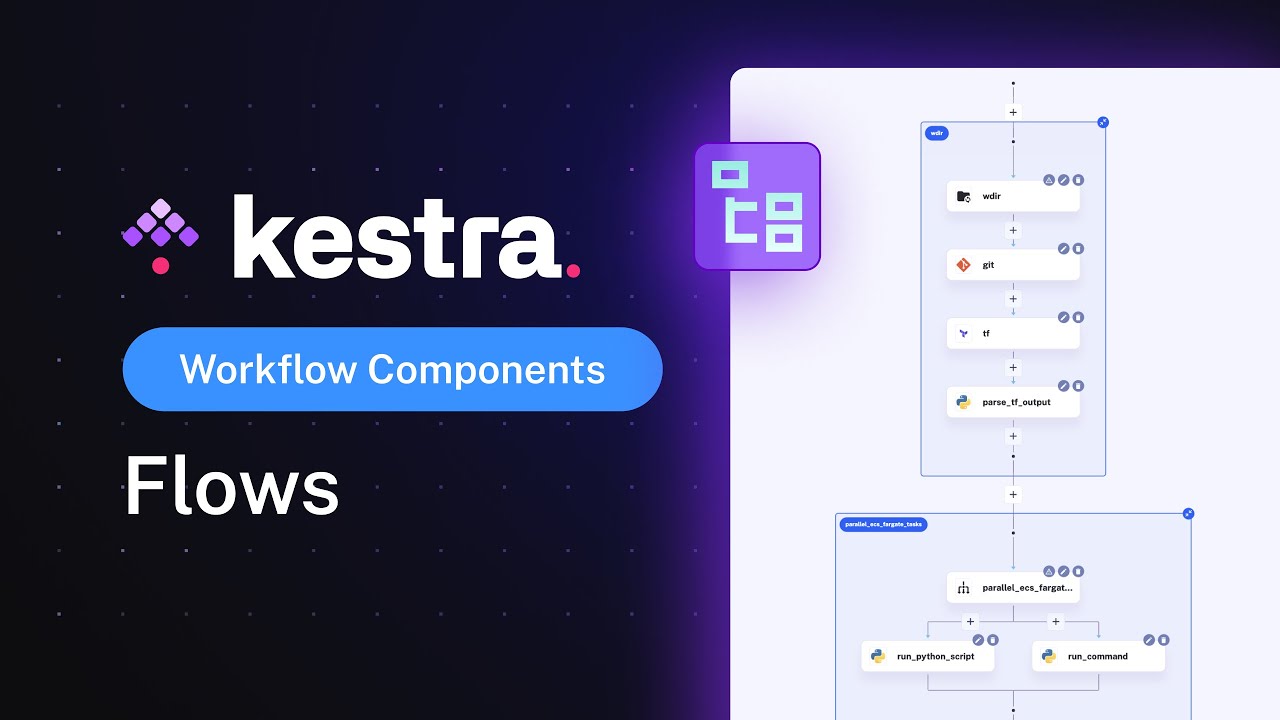 kestra.
Workflow Components
Flows
wdir
wdir
git
tf
parse_tf_output
parallel_ecs_fargate_tasks
parallel_ecs_fargat...
run_python_script
run_command